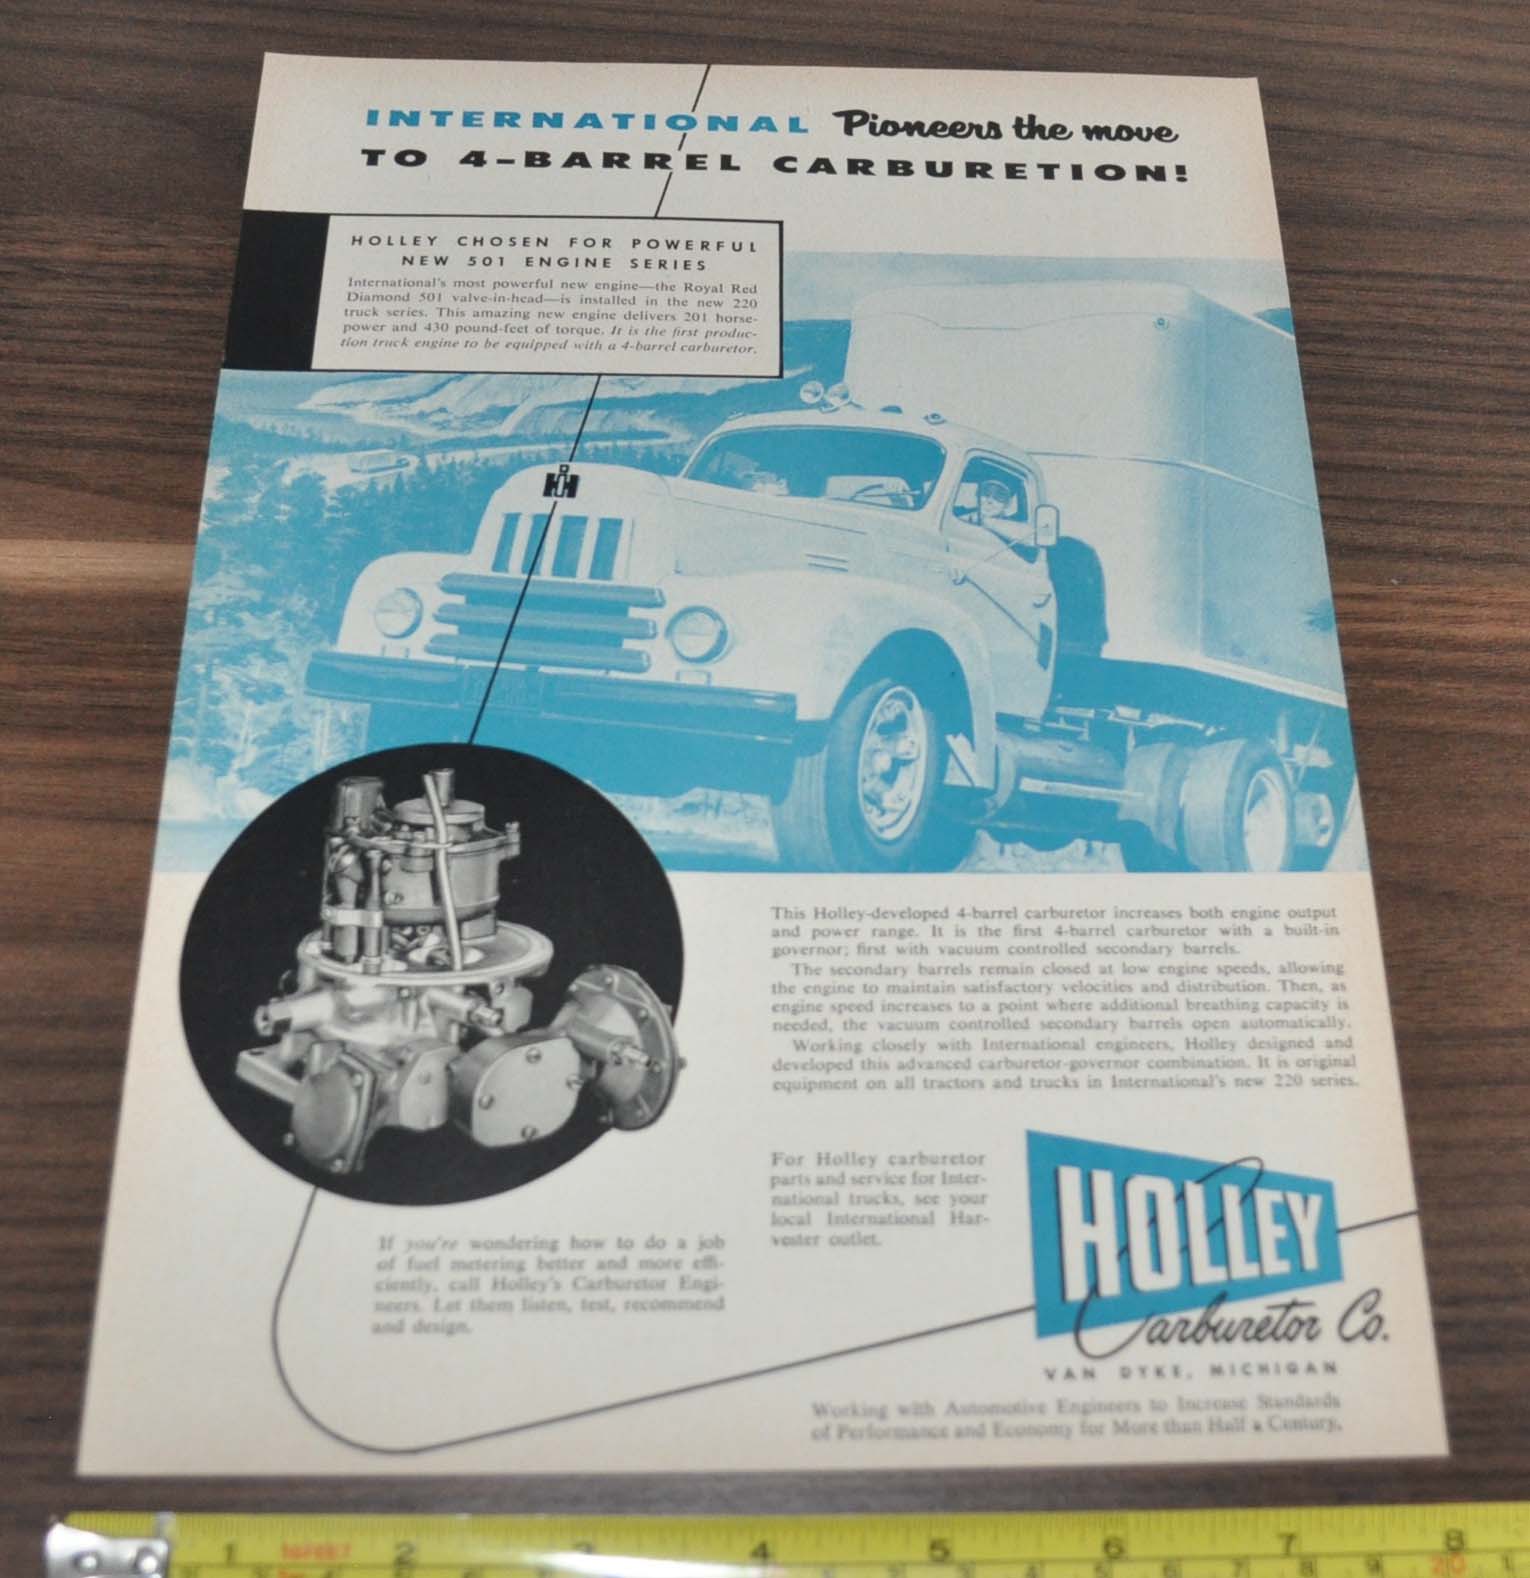 INTERNATIONAL Pioneers the move
TO 4-BARREL CARBURETION!
HOLLEY CHOSEN FOR POWERFUL
NEW 501 ENGINE SERIES
International's most powerful new engine—the Royal Red
Diamond 501 valve-in-head—is installed in the new 220
truck series. This amazing new engine delivers 201 horse-
power and 430 pound-feet of torque. It is the first produc-
tion truck engine to be equipped with a 4-barrel carburetor.
IH
This Holley-developed 4-barrel carburetor increases both engine output
and power range. It is the first 4-barrel carburetor with a built-in
governor; first with vacuum controlled secondary barrels.
The secondary barrels remain closed at low engine speeds, allowing
the engine to maintain satisfactory velocities and distribution. Then, as
engine speed increases to a point where additional breathing capacity is
needed, the vacuum controlled secondary barrels open automatically.
Working closely with International engineers, Holley designed and
developed this advanced carburetor-governor combination. It is original
equipment on all tractors and trucks in International's new 220 series.
For Holley carburetor
parts and service for Inter-
national trucks, see your
local International Har-
vester outlet.
If you're wondering how to do a job
of fuel metering better and more effi-
ciently, call Holley's Carburetor Engi-
neers. Let them listen, test, recommend
and design.
HOLLEY
Carburetor Co.
VAN DYKE, MICHIGAN
Working with Automotive Engineers to Increase Standards
of Performance and Economy for More than Half a Century.
1 2 3 4 5 6 7 8